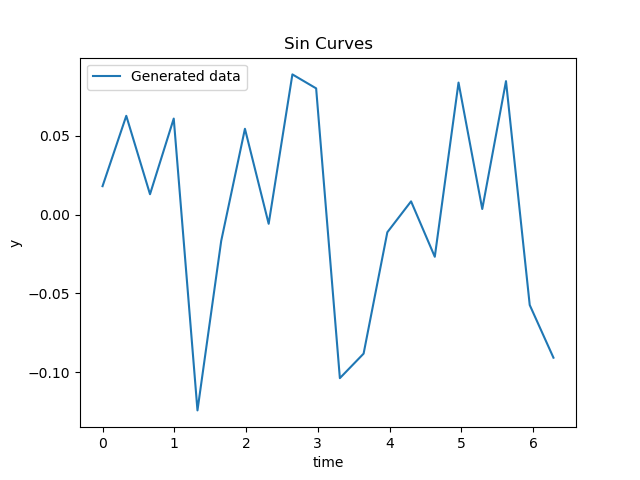 Sin Curves
Generated data
0.05
0.00
−0.05
−0.10
y
0 1 2 3 4 5 6
time